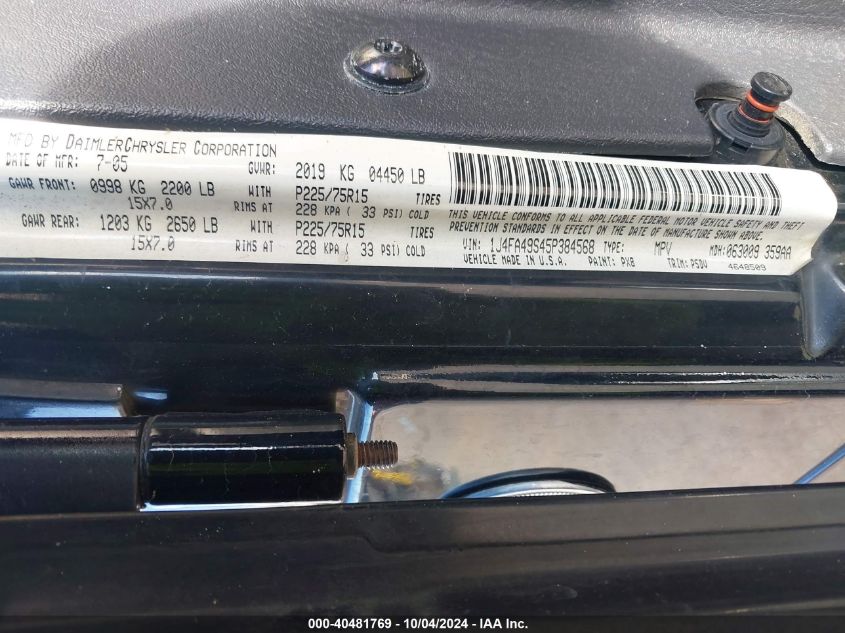 MFD BY DAIMLERCHRYSLER CORPORATION
DATE OF MFR: 7-05 GVWR: 2019 KG 04450 LB
GAWR FRONT: 0998 KG 2200 LB WITH P225/75R15 TIRES
15X7.0 RIMS AT 228 KPA ( 33 PSI) COLD
GAWR REAR: 1203 KG 2650 LB WITH P225/75R15 TIRES
15X7.0 RIMS AT 228 KPA ( 33 PSI) COLD
THIS VEHICLE CONFORMS TO ALL APPLICABLE FEDERAL MOTOR VEHICLE SAFETY AND THEFT
PREVENTION STANDARDS IN EFFECT ON THE DATE OF MANUFACTURE SHOWN ABOVE.
VIN: 1J4FA49S45P384568 TYPE: MPV MDH:063009 359AA
VEHICLE MADE IN U.S.A. PAINT: PX8 TRIM: P5DV 4648509
000-40481769 - 10/04/2024 - IAA Inc.